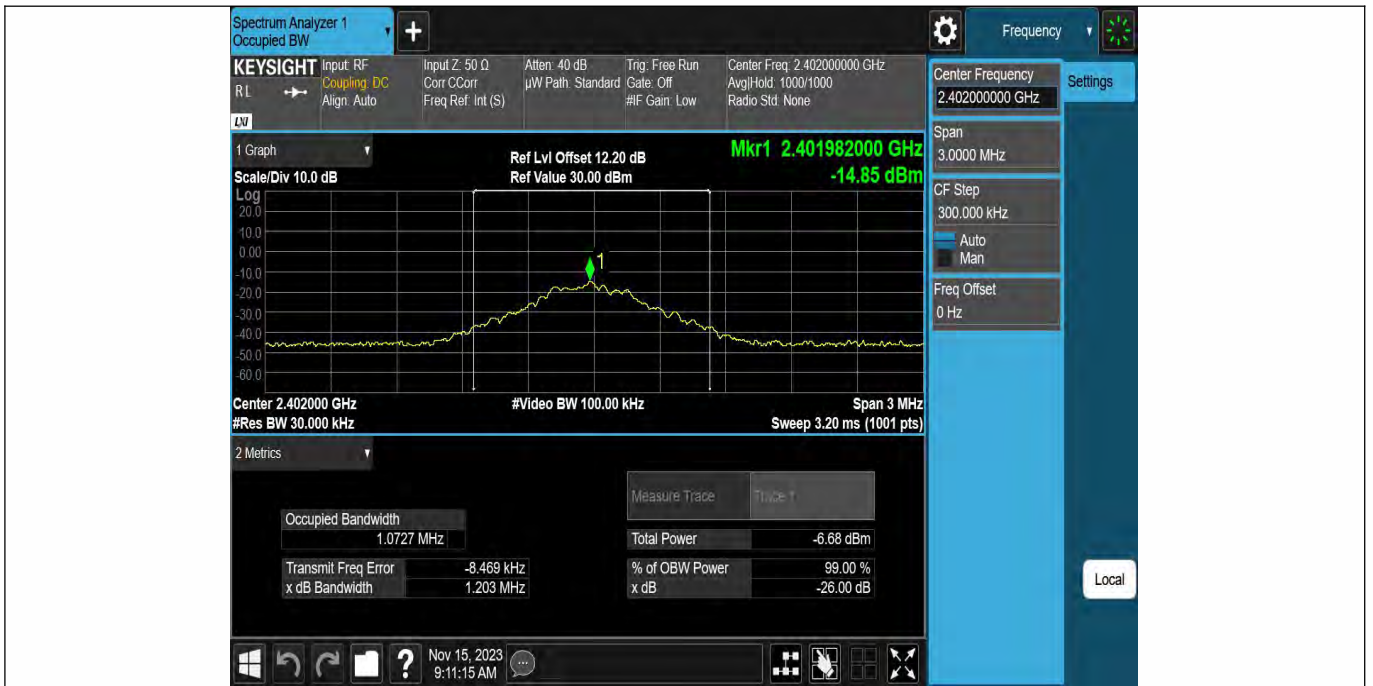 Spectrum Analyzer 1
Occupied BW
+
Frequency
KEYSIGHT
RL
LXI
Input: RF
Coupling: DC
Align: Auto
Input Z: 50 Ω
Corr CCorr
Freq Ref: Int (S)
Atten: 40 dB
µW Path: Standard
Trig: Free Run
Gate: Off
#IF Gain: Low
Center Freq: 2.402000000 GHz
Avg|Hold: 1000/1000
Radio Std: None
Center Frequency
2.402000000 GHz
Settings
Span
3.0000 MHz
CF Step
300.000 kHz
Auto
Man
Freq Offset
0 Hz
1 Graph
Scale/Div 10.0 dB
Ref Lvl Offset 12.20 dB
Ref Value 30.00 dBm
Mkr1 2.401982000 GHz
-14.85 dBm
Log
20.0
10.0
0.00
-10.0
-20.0
-30.0
-40.0
-50.0
-60.0
1
Center 2.402000 GHz
#Res BW 30.000 kHz
#Video BW 100.00 kHz
Span 3 MHz
Sweep 3.20 ms (1001 pts)
2 Metrics
Measure Trace Trace 1
Occupied Bandwidth
1.0727 MHz
Total Power -6.68 dBm
Transmit Freq Error -8.469 kHz
x dB Bandwidth 1.203 MHz
% of OBW Power 99.00 %
x dB -26.00 dB
Local
?
Nov 15, 2023
9:11:15 AM